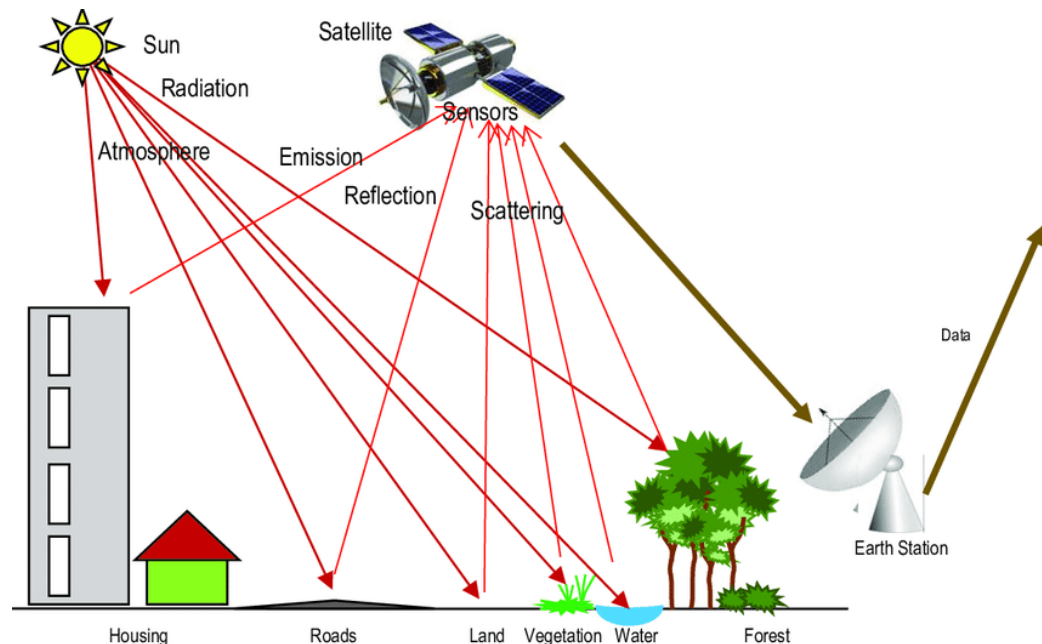 Sun
Satellite
Radiation
Sensors
Atmosphere
Emission
Reflection
Scattering
Data
Earth Station
Housing
Roads
Land
Vegetation
Water
Forest